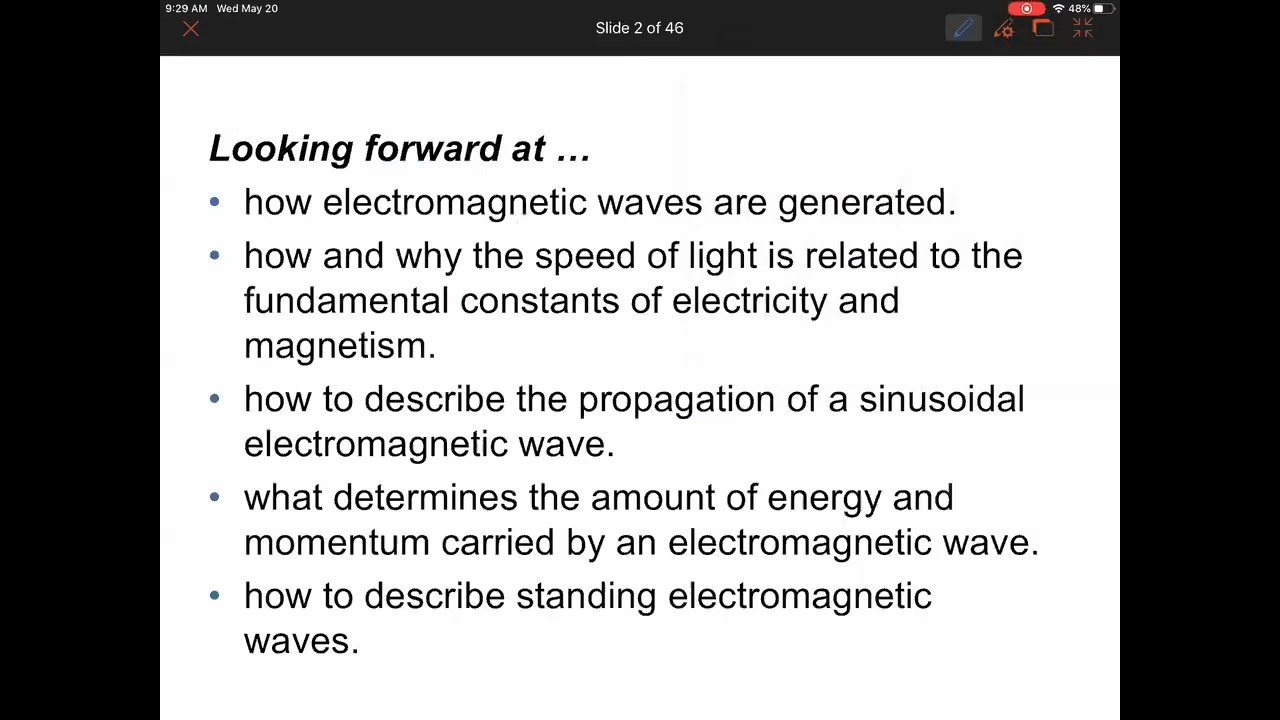 9:29 AM Wed May 20
48%
Slide 2 of 46
Looking forward at …
• how electromagnetic waves are generated.
• how and why the speed of light is related to the
fundamental constants of electricity and
magnetism.
• how to describe the propagation of a sinusoidal
electromagnetic wave.
• what determines the amount of energy and
momentum carried by an electromagnetic wave.
• how to describe standing electromagnetic
waves.